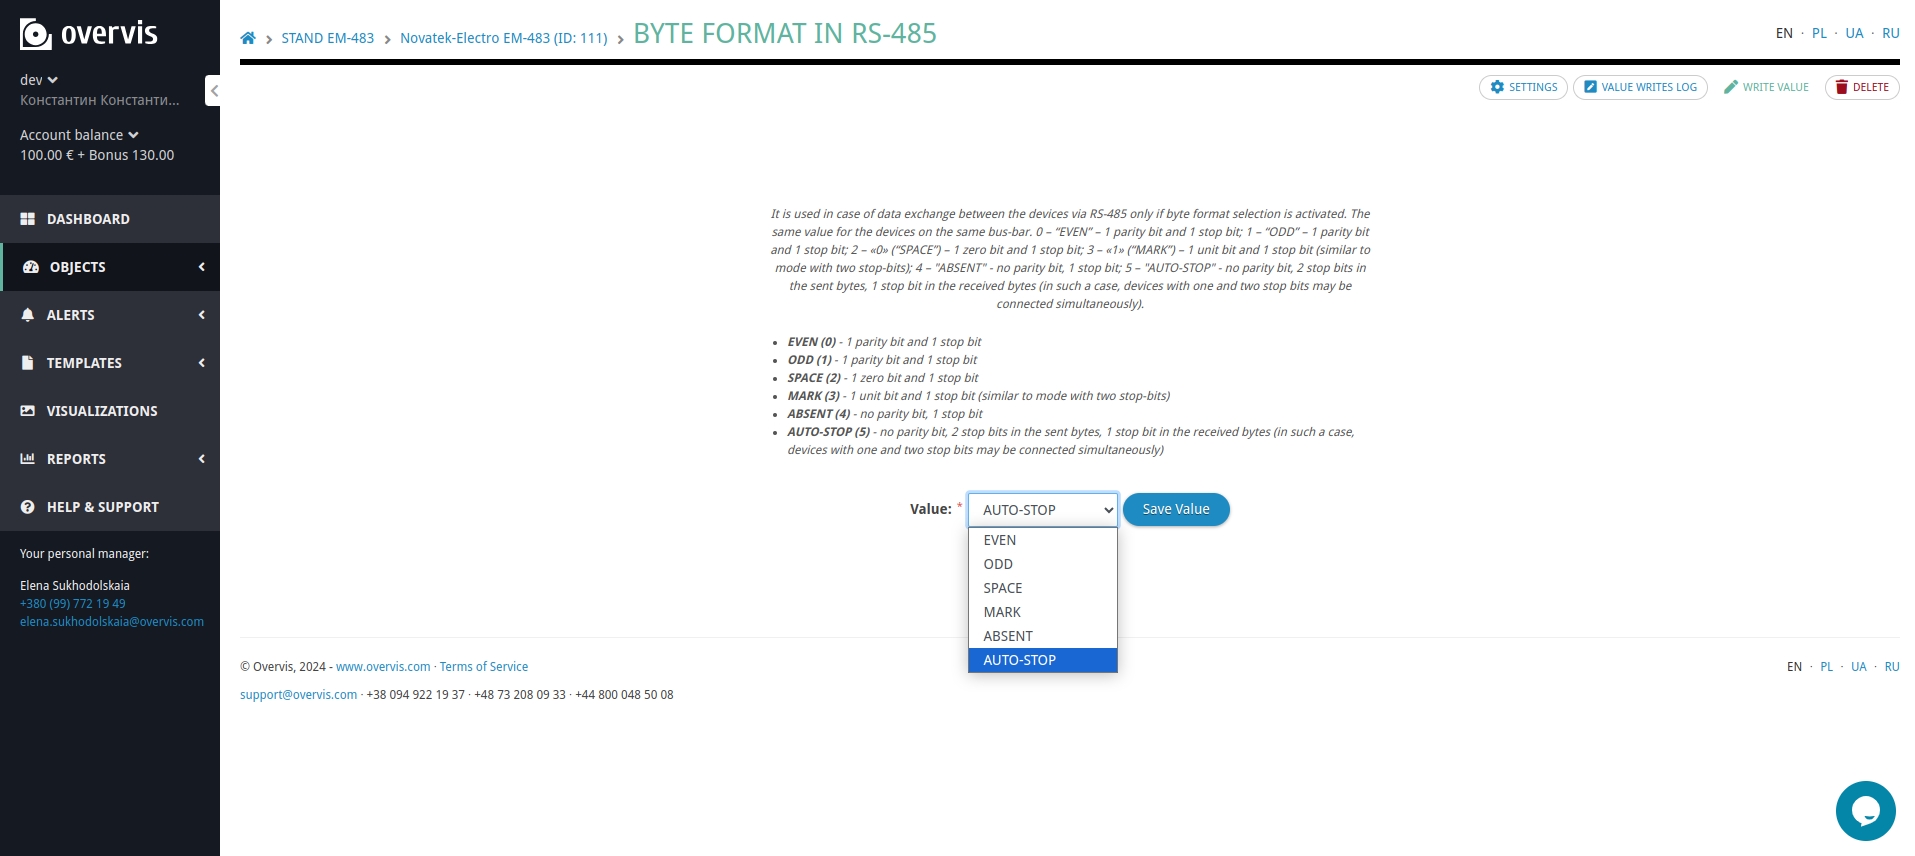 overvis
dev
Константин Константи...
Account balance
100.00 € + Bonus 130.00
DASHBOARD
OBJECTS
ALERTS
TEMPLATES
VISUALIZATIONS
REPORTS
HELP & SUPPORT
Your personal manager:
Elena Sukhodolskaia
+380 (99) 772 19 49
elena.sukhodolskaia@overvis.com
STAND EM-483 Novatek-Electro EM-483 (ID: 111) BYTE FORMAT IN RS-485
EN · PL · UA · RU
SETTINGS VALUE WRITES LOG WRITE VALUE DELETE
It is used in case of data exchange between the devices via RS-485 only if byte format selection is activated. The
same value for the devices on the same bus-bar. 0 – “EVEN” – 1 parity bit and 1 stop bit; 1 – “ODD” – 1 parity bit
and 1 stop bit; 2 – «0» (“SPACE”) – 1 zero bit and 1 stop bit; 3 – «1» (“MARK”) – 1 unit bit and 1 stop bit (similar to
mode with two stop-bits); 4 – "ABSENT" - no parity bit, 1 stop bit; 5 – "AUTO-STOP" - no parity bit, 2 stop bits in
the sent bytes, 1 stop bit in the received bytes (in such a case, devices with one and two stop bits may be
connected simultaneously).
• EVEN (0) - 1 parity bit and 1 stop bit
• ODD (1) - 1 parity bit and 1 stop bit
• SPACE (2) - 1 zero bit and 1 stop bit
• MARK (3) - 1 unit bit and 1 stop bit (similar to mode with two stop-bits)
• ABSENT (4) - no parity bit, 1 stop bit
• AUTO-STOP (5) - no parity bit, 2 stop bits in the sent bytes, 1 stop bit in the received bytes (in such a case,
devices with one and two stop bits may be connected simultaneously)
Value: * AUTO-STOP Save Value
EVEN
ODD
SPACE
MARK
ABSENT
AUTO-STOP
© Overvis, 2024 - www.overvis.com · Terms of Service
EN · PL · UA · RU
support@overvis.com · +38 094 922 19 37 · +48 73 208 09 33 · +44 800 048 50 08